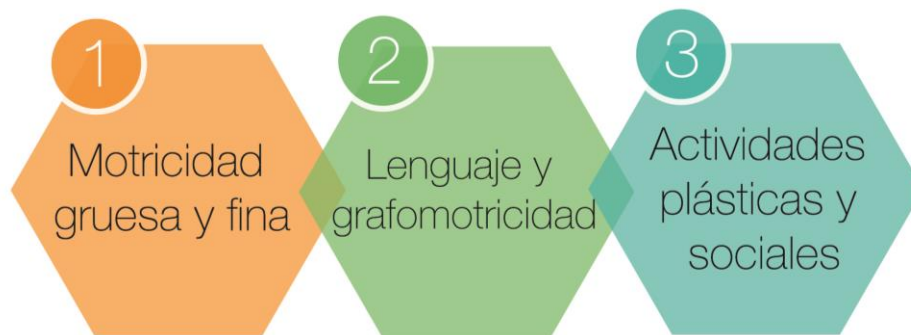 1
Motricidad
gruesa y fina
2
Lenguaje y
grafomotricidad
3
Actividades
plásticas y
sociales